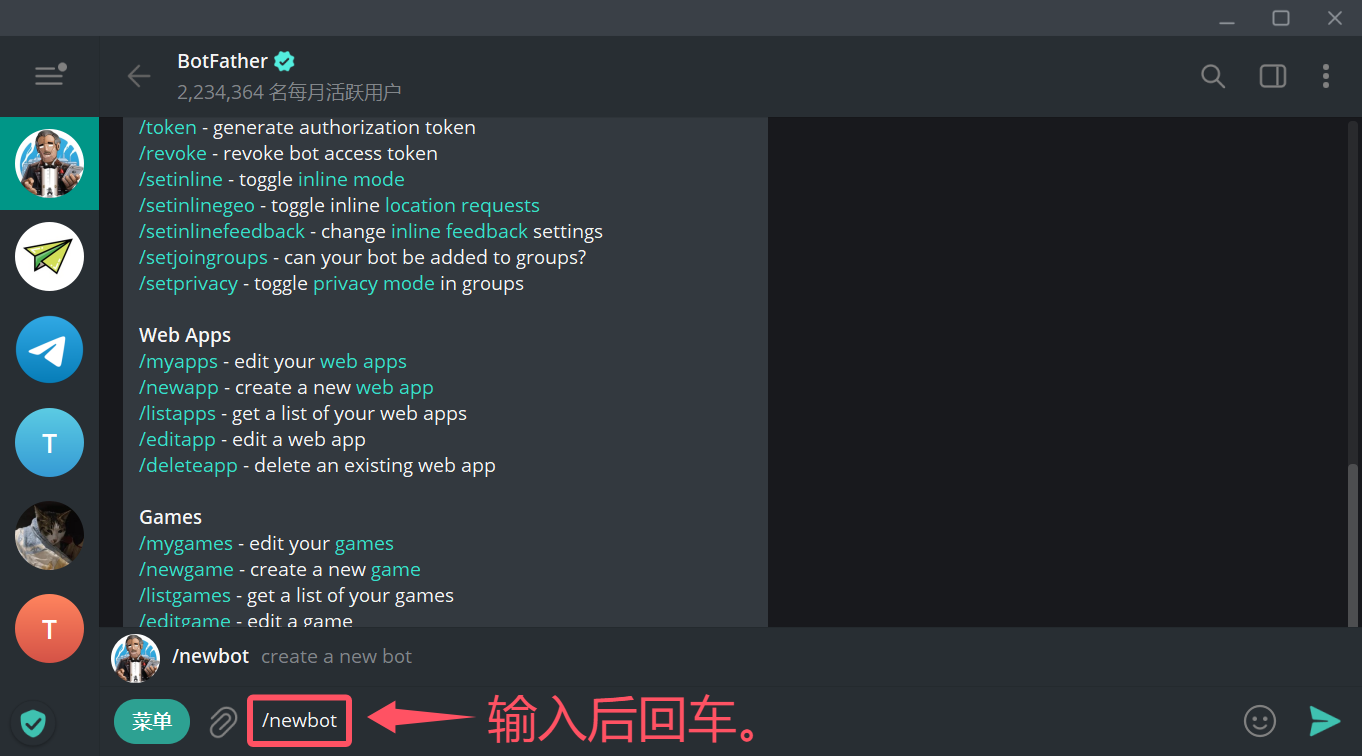 BotFather
2,234,364 名每月活跃用户
/token - generate authorization token
/revoke - revoke bot access token
/setinline - toggle inline mode
/setinlinegeo - toggle inline location requests
/setinlinefeedback - change inline feedback settings
/setjoingroups - can your bot be added to groups?
/setprivacy - toggle privacy mode in groups
Web Apps
/myapps - edit your web apps
/newapp - create a new web app
/listapps - get a list of your web apps
/editapp - edit a web app
/deleteapp - delete an existing web app
Games
/mygames - edit your games
/newgame - create a new game
/listgames - get a list of your games
/editgame - edit a game
T
T
/newbot create a new bot
菜单 /newbot 输入后回车。